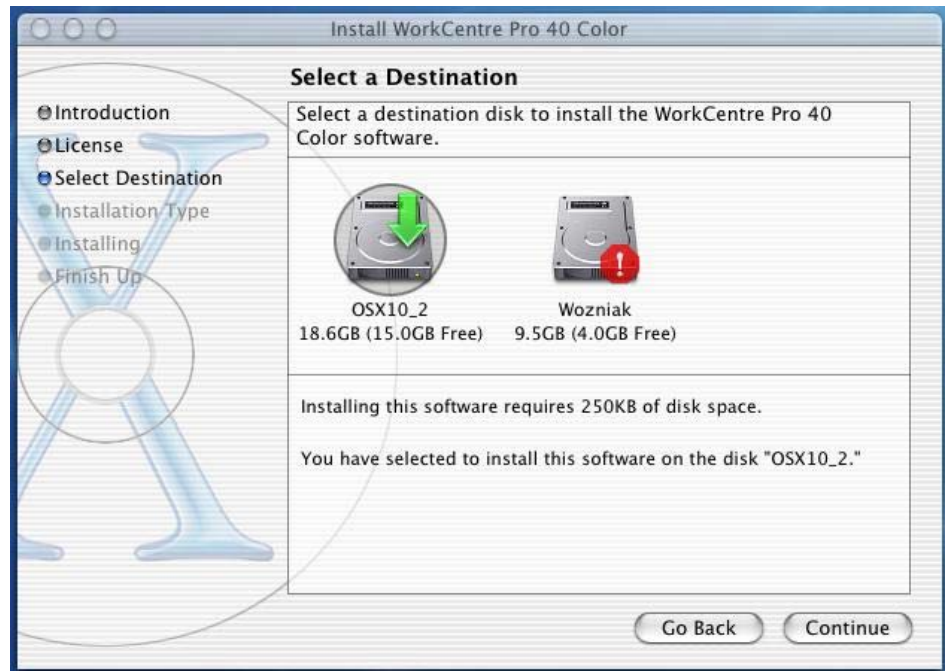 Install WorkCentre Pro 40 Color
Select a Destination
Introduction
License
Select Destination
Installation Type
Installing
Finish Up
Select a destination disk to install the WorkCentre Pro 40
Color software.
OSX10_2
18.6GB (15.0GB Free)
Wozniak
9.5GB (4.0GB Free)
Installing this software requires 250KB of disk space.
You have selected to install this software on the disk "OSX10_2."
Go Back
Continue